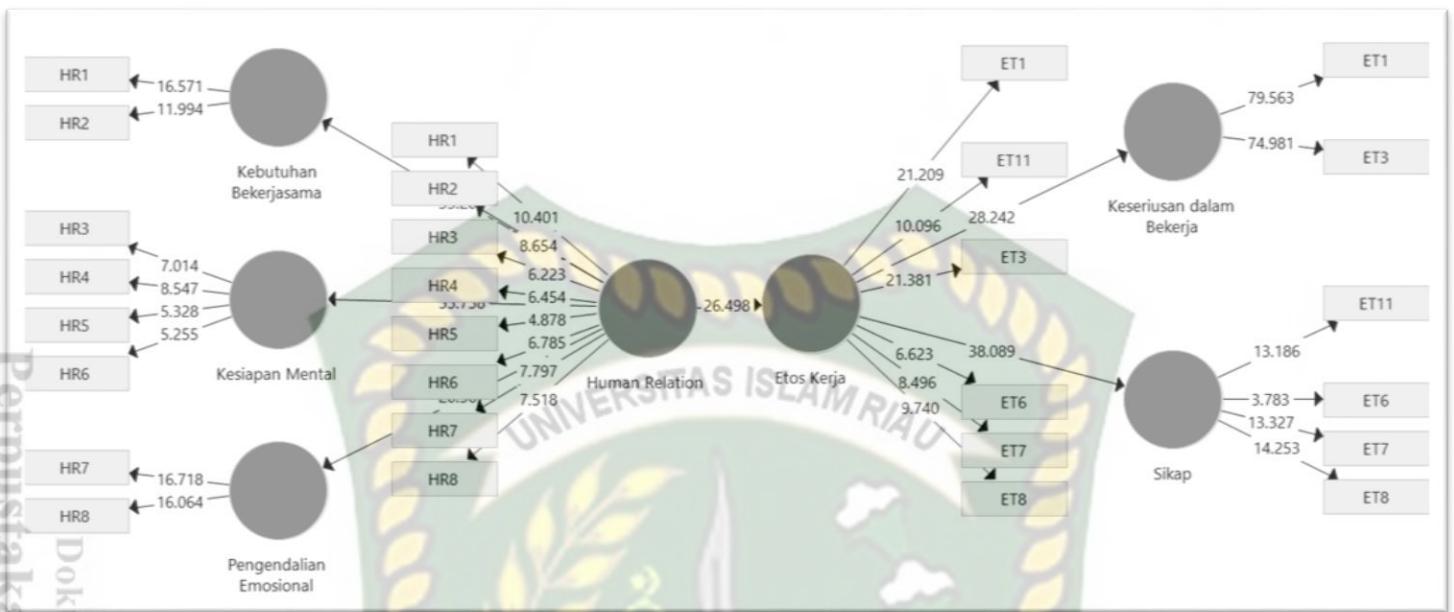 HR1
HR2
16.571
11.994
Kebutuhan
Bekerjasama
HR3
HR4
HR5
HR6
7.014
8.547
5.328
5.255
Kesiapan Mental
HR7
HR8
16.718
16.064
Pengendalian
Emosional
HR1
HR2
HR3
HR4
HR5
HR6
HR7
HR8
10.401
8.654
6.223
6.454
4.878
6.785
7.797
7.518
Human Relation
26.498
Etos Kerja
ET1
ET11
ET3
ET6
ET7
ET8
21.209
10.096
28.242
21.381
38.089
6.623
8.496
9.740
Keseriusan dalam
Bekerja
79.563
74.981
ET1
ET3
Sikap
13.186
3.783
13.327
14.253
ET11
ET6
ET7
ET8
UNIVERSITAS ISLAM RIAU